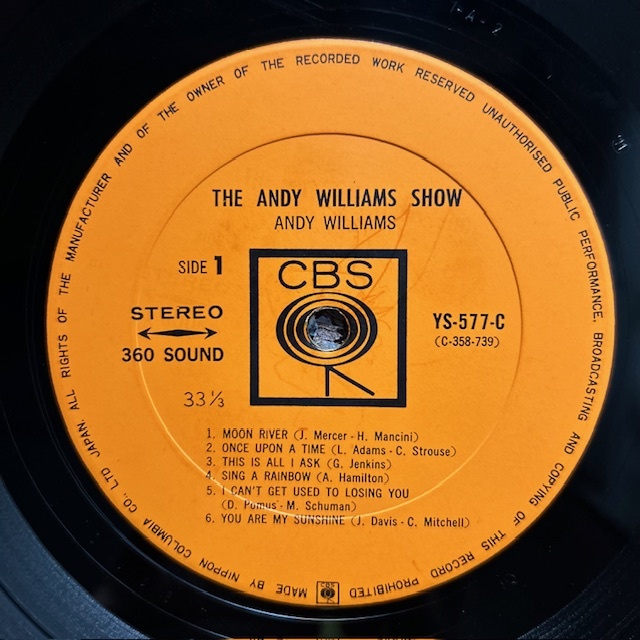 1-A-2
ALL RIGHTS OF THE MANUFACTURER AND OF THE OWNER OF THE RECORDED WORK RESERVED UNAUTHORISED PUBLIC PERFORMANCE, BROADCASTING AND COPYING OF THIS RECORD PROHIBITED
THE ANDY WILLIAMS SHOW
ANDY WILLIAMS
SIDE 1
CBS
STEREO
360 SOUND
YS-577-C
(C-358-739)
33⅓
1. MOON RIVER (J. Mercer - H. Mancini)
2. ONCE UPON A TIME (L. Adams - C. Strouse)
3. THIS IS ALL I ASK (G. Jenkins)
4. SING A RAINBOW (A. Hamilton)
5. I CAN'T GET USED TO LOSING YOU
(D. Pomus - M. Schuman)
6. YOU ARE MY SUNSHINE (J. Davis - C. Mitchell)
CBS
MADE BY NIPPON COLUMBIA CO., LTD JAPAN.